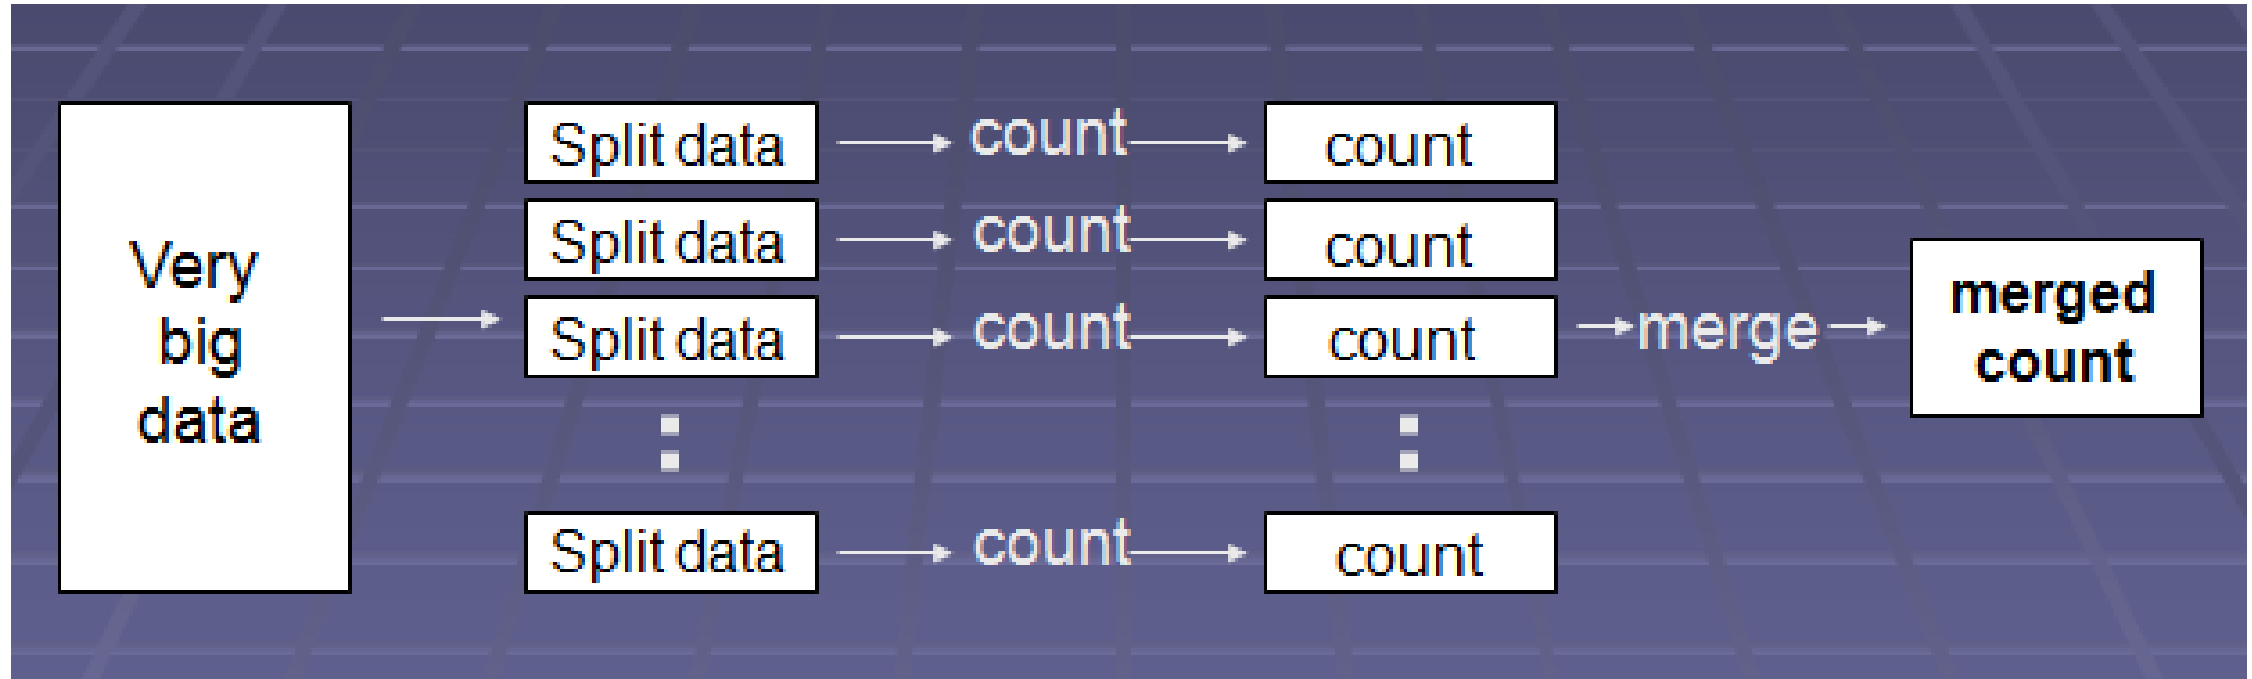 Very
big
data
Split data count count
Split data count count
Split data count count
Split data count count
merge
merged
count